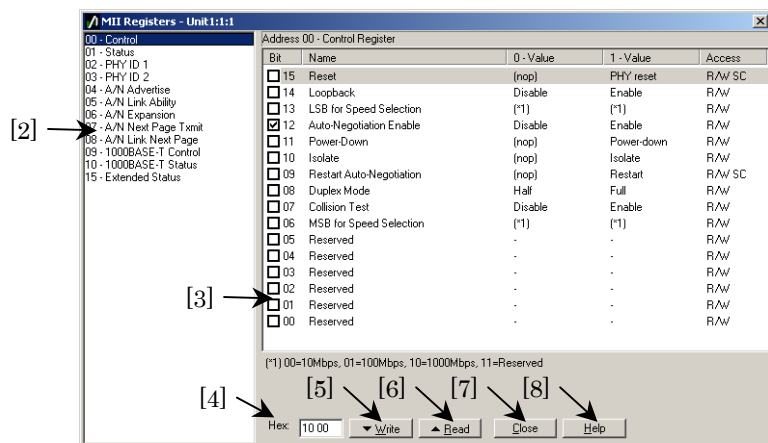 MII Registers - Unit1:1:1
00 - Control
01 - Status
02 - PHY ID 1
03 - PHY ID 2
04 - A/N Advertise
05 - A/N Link Ability
06 - A/N Expansion
07 - A/N Next Page Txmit
08 - A/N Link Next Page
09 - 1000BASE-T Control
10 - 1000BASE-T Status
15 - Extended Status
[2]
Address 00 - Control Register
Bit Name 0 - Value 1 - Value Access
15 Reset (nop) PHY reset R/W SC
14 Loopback Disable Enable R/W
13 LSB for Speed Selection (*1) (*1) R/W
12 Auto-Negotiation Enable Disable Enable R/W
11 Power-Down (nop) Power-down R/W
10 Isolate (nop) Isolate R/W
09 Restart Auto-Negotiation (nop) Restart R/W SC
08 Duplex Mode Half Full R/W
07 Collision Test Disable Enable R/W
06 MSB for Speed Selection (*1) (*1) R/W
05 Reserved - - R/W
04 Reserved - - R/W
03 Reserved - - R/W
02 Reserved - - R/W
01 Reserved - - R/W
00 Reserved - - R/W
[3]
(*1) 00=10Mbps, 01=100Mbps, 10=1000Mbps, 11=Reserved
[4] [5] [6] [7] [8]
Hex: 10 00 Write Read Close Help